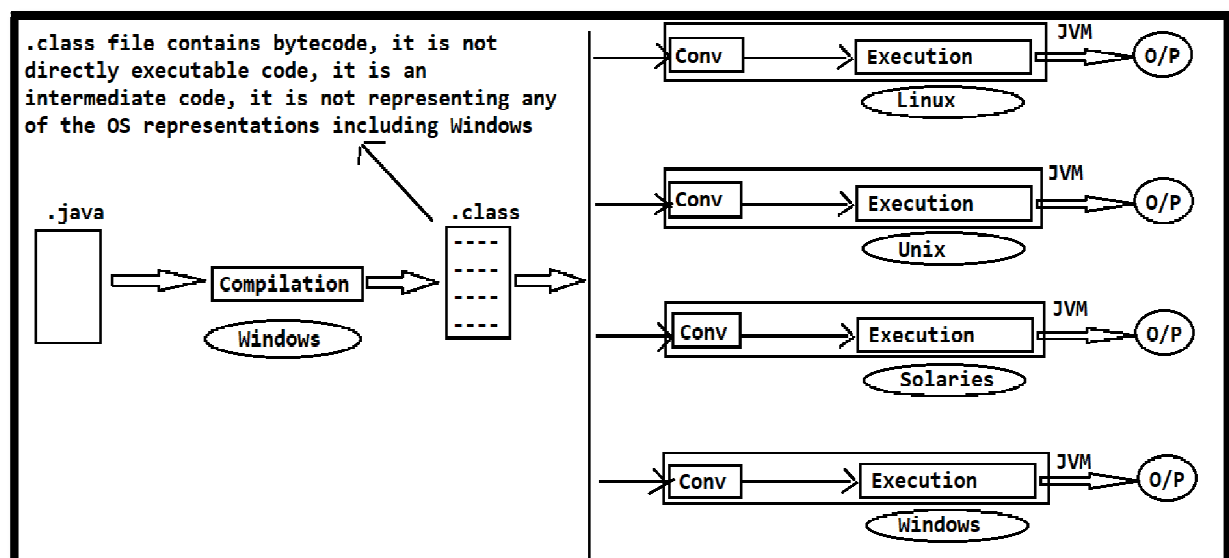 .class file contains bytecode, it is not
directly executable code, it is an
intermediate code, it is not representing any
of the OS representations including Windows
.java
.class
----
----
----
----
Compilation
Windows
JVM
Conv
Execution
O/P
Linux
JVM
Conv
Execution
O/P
Unix
JVM
Conv
Execution
O/P
Solaries
JVM
Conv
Execution
O/P
Windows